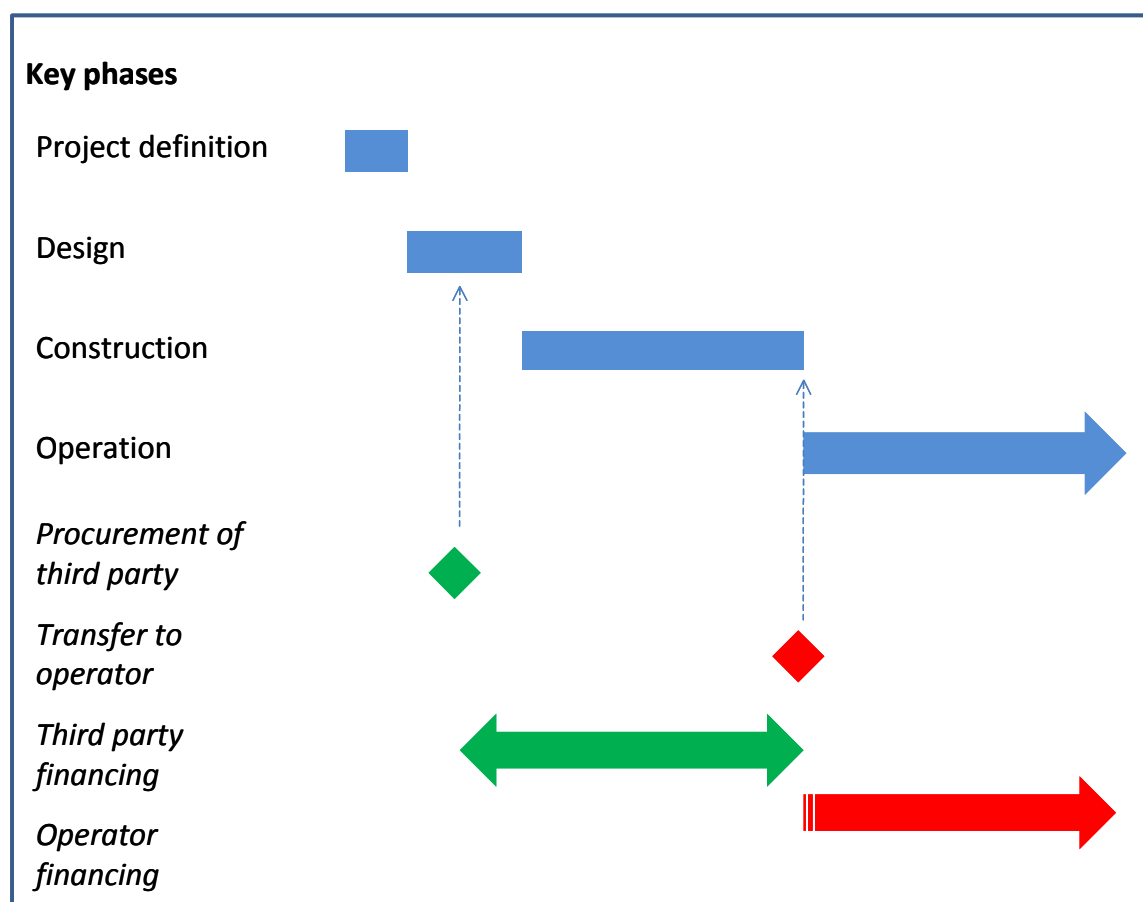 Key phases
Project definition
Design
Construction
Operation
Procurement of
third party
Transfer to
operator
Third party
financing
Operator
financing